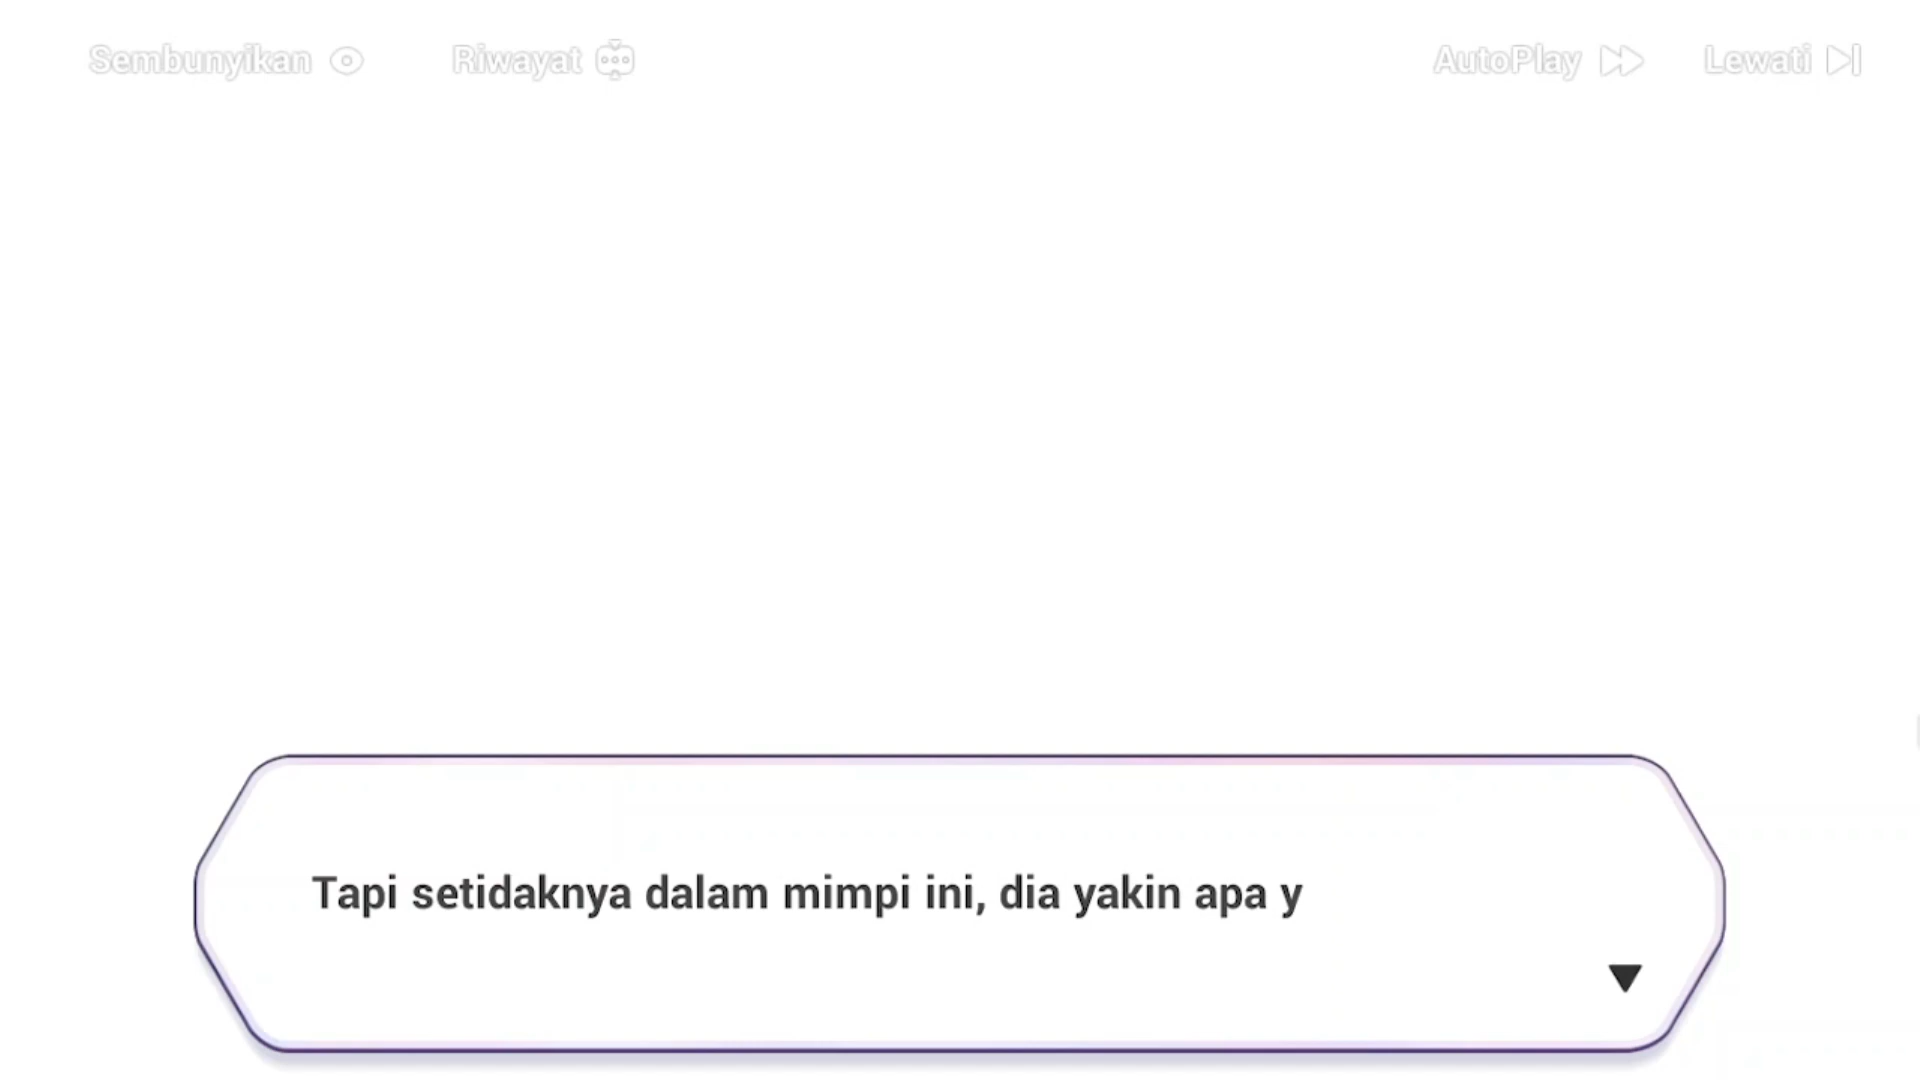 Sembunyikan
Riwayat
AutoPlay
Lewati
Tapi setidaknya dalam mimpi ini, dia yakin apa y